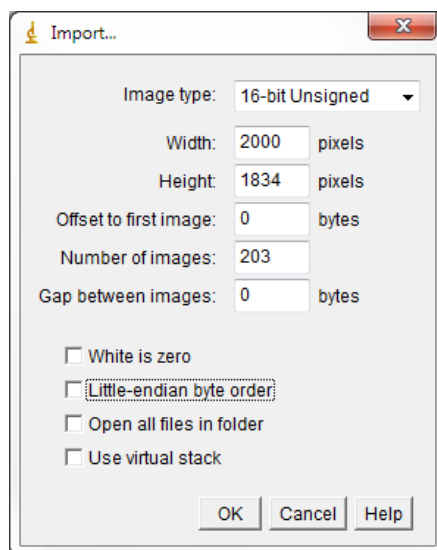 Import...
Image type: 16-bit Unsigned
Width: 2000 pixels
Height: 1834 pixels
Offset to first image: 0 bytes
Number of images: 203
Gap between images: 0 bytes
White is zero
Little-endian byte order
Open all files in folder
Use virtual stack
OK Cancel Help